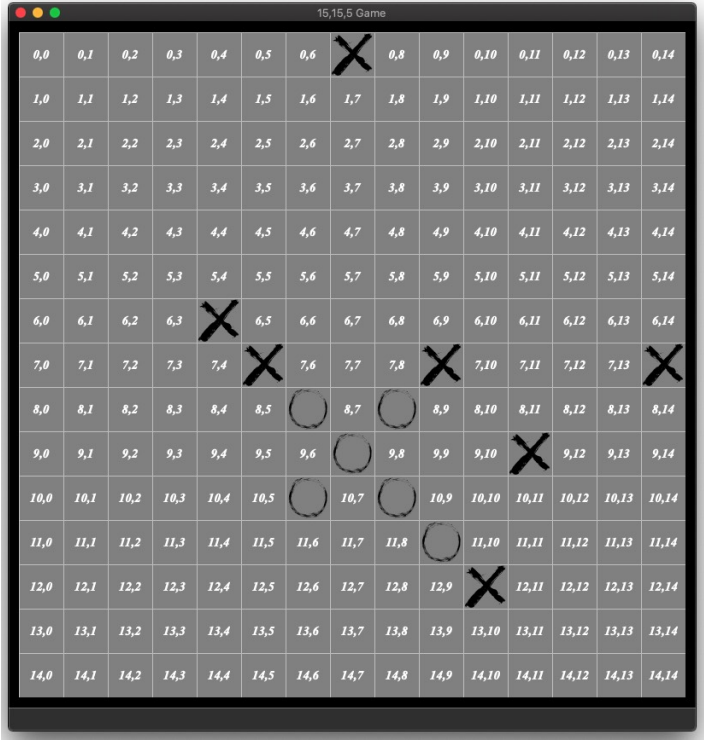 15,15,5 Game
0,0 0,1 0,2 0,3 0,4 0,5 0,6 0,8 0,9 0,10 0,11 0,12 0,13 0,14
1,0 1,1 1,2 1,3 1,4 1,5 1,6 1,7 1,8 1,9 1,10 1,11 1,12 1,13 1,14
2,0 2,1 2,2 2,3 2,4 2,5 2,6 2,7 2,8 2,9 2,10 2,11 2,12 2,13 2,14
3,0 3,1 3,2 3,3 3,4 3,5 3,6 3,7 3,8 3,9 3,10 3,11 3,12 3,13 3,14
4,0 4,1 4,2 4,3 4,4 4,5 4,6 4,7 4,8 4,9 4,10 4,11 4,12 4,13 4,14
5,0 5,1 5,2 5,3 5,4 5,5 5,6 5,7 5,8 5,9 5,10 5,11 5,12 5,13 5,14
6,0 6,1 6,2 6,3 6,5 6,6 6,7 6,8 6,9 6,10 6,11 6,12 6,13 6,14
7,0 7,1 7,2 7,3 7,4 7,6 7,7 7,8 7,10 7,11 7,12 7,13
8,0 8,1 8,2 8,3 8,4 8,5 8,7 8,9 8,10 8,11 8,12 8,13 8,14
9,0 9,1 9,2 9,3 9,4 9,5 9,6 9,8 9,9 9,10 9,12 9,13 9,14
10,0 10,1 10,2 10,3 10,4 10,5 10,7 10,9 10,10 10,11 10,12 10,13 10,14
11,0 11,1 11,2 11,3 11,4 11,5 11,6 11,7 11,8 11,10 11,11 11,12 11,13 11,14
12,0 12,1 12,2 12,3 12,4 12,5 12,6 12,7 12,8 12,9 12,11 12,12 12,13 12,14
13,0 13,1 13,2 13,3 13,4 13,5 13,6 13,7 13,8 13,9 13,10 13,11 13,12 13,13 13,14
14,0 14,1 14,2 14,3 14,4 14,5 14,6 14,7 14,8 14,9 14,10 14,11 14,12 14,13 14,14